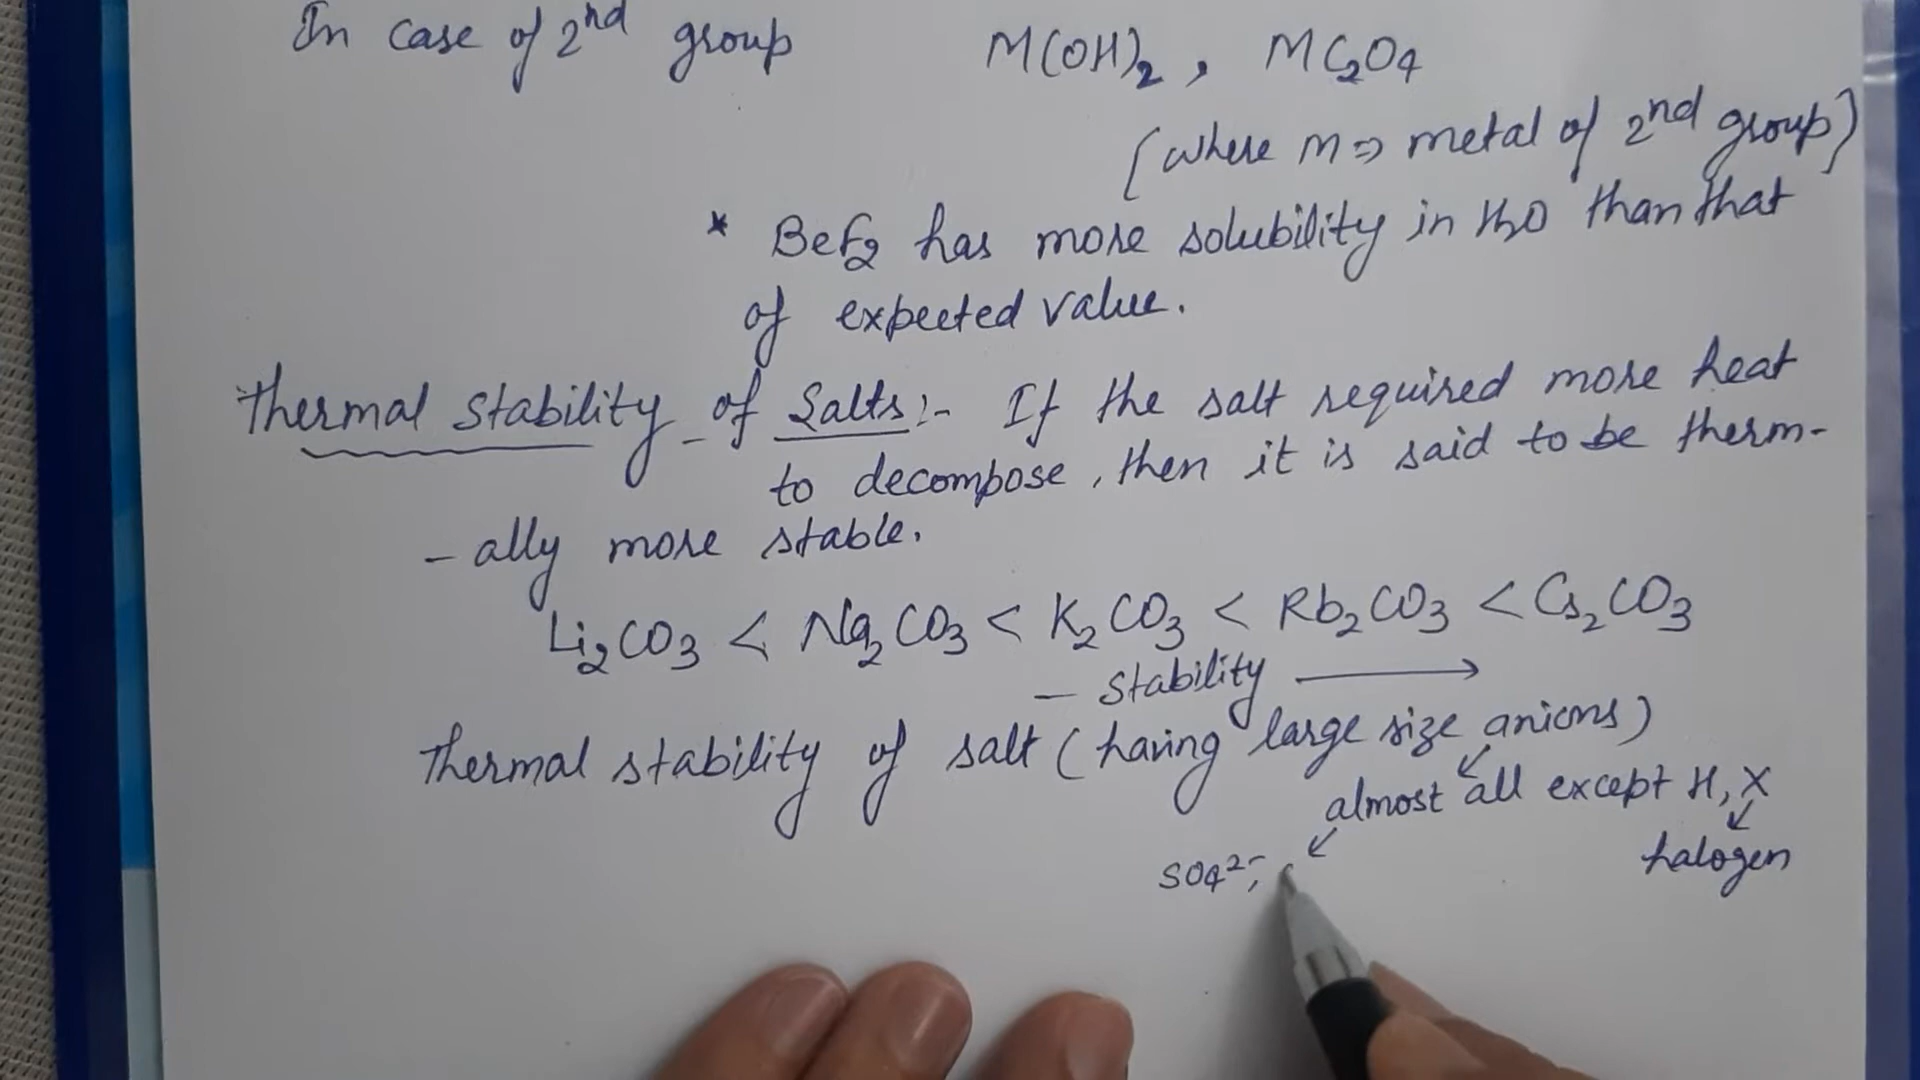 In case of 2nd group M(OH)2, MC2O4
[where M => metal of 2nd group]
* BeF2 has more solubility in H2O than that
of expected value.
Thermal stability of Salts:- If the salt required more heat
to decompose, then it is said to be therm-
- ally more stable.
Li2CO3 < Na2CO3 < K2CO3 < Rb2CO3 < Cs2CO3
- Stability →
Thermal stability of salt (having large size anions)
almost all except H, X
halogen
SO4²⁻,